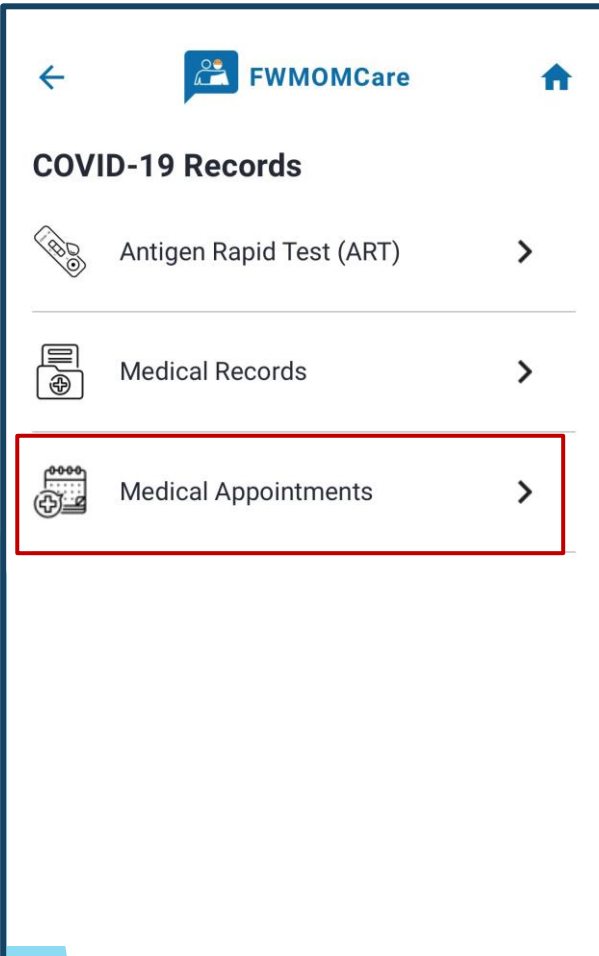 FWMOMCare
COVID-19 Records
Antigen Rapid Test (ART)
Medical Records
Medical Appointments